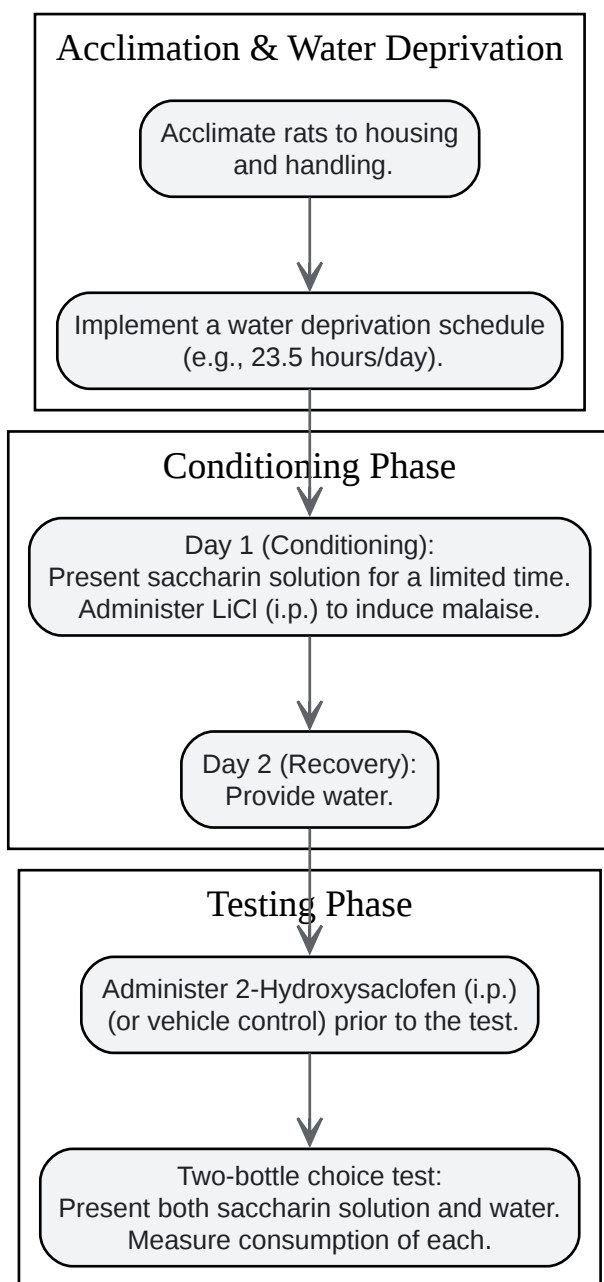 Acclimation & Water Deprivation
Acclimate rats to housing
and handling.
Implement a water deprivation schedule
(e.g., 23.5 hours/day).
Conditioning Phase
Day 1 (Conditioning):
Present saccharin solution for a limited time.
Administer LiCl (i.p.) to induce malaise.
Day 2 (Recovery):
Provide water.
Testing Phase
Administer 2-Hydroxysaclofen (i.p.)
(or vehicle control) prior to the test.
Two-bottle choice test:
Present both saccharin solution and water.
Measure consumption of each.